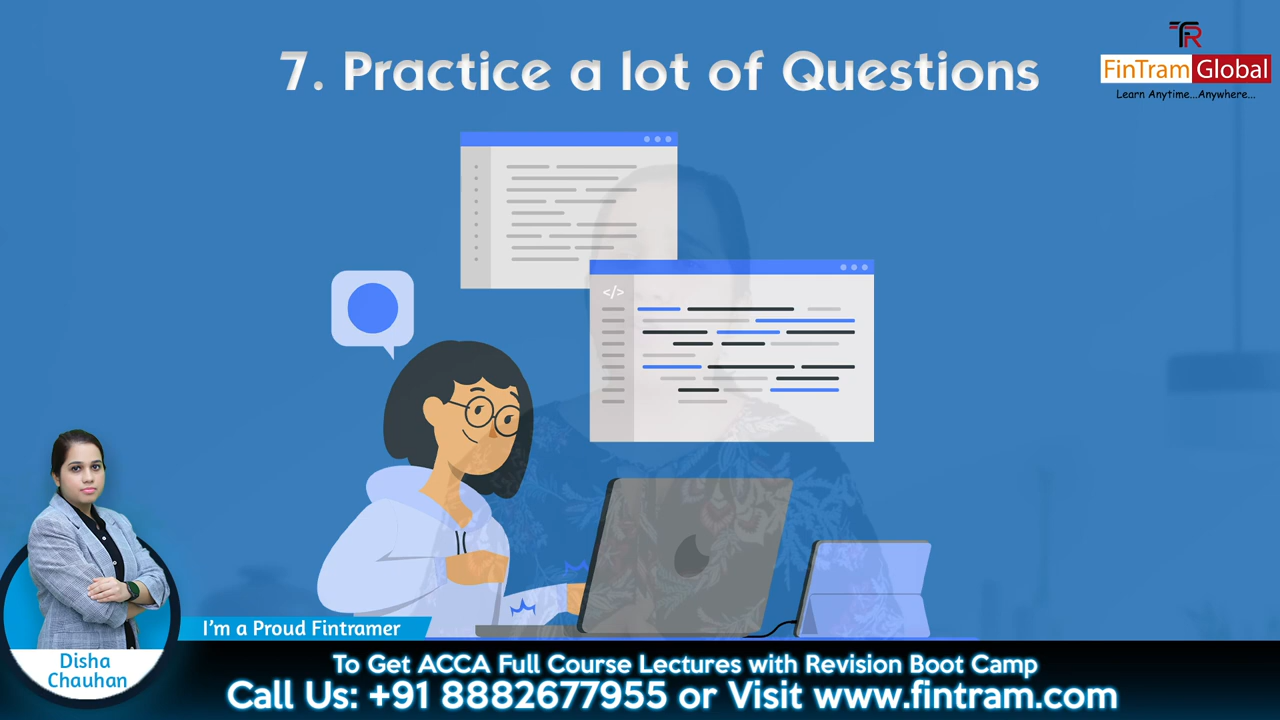 7. Practice a lot of Questions
TFR
FinTram Global
Learn Anytime...Anywhere...
</>
I'm a Proud Fintramer
Disha
Chauhan
To Get ACCA Full Course Lectures with Revision Boot Camp
Call Us: +91 8882677955 or Visit www.fintram.com